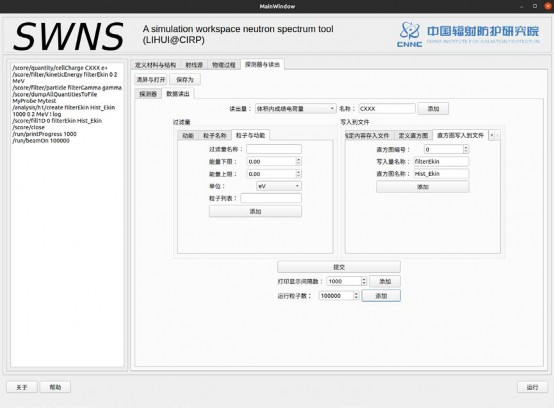 MainWindow
SWNS
A simulation workspace neutron spectrum tool
(LIHUI@CIRP)
CNNC
中国辐射防护研究院
CHINA INSTITUTE FOR RADIATION PROTECTION
/score/quantity/cellCharge CXXX e+
/score/filter/kineticEnergy filterEkin 0 2
MeV
/score/filter/particle filterGamma gamma
/score/dumpAllQuantitiesToFile
MyProbe Mytest
/analysis/h1/create filterEkin Hist_Ekin
1000 0 2 MeV ! log
/score/fill1D 0 filterEkin Hist_Ekin
/score/close
/run/printProgress 1000
/run/beamOn 100000
定义材料与结构 射线源 物理过程 探测器与读出
清屏与打开 保存为
探测器 数据读出
读出量: 体积内成绩电荷量 名称: CXXX 添加
过滤量
动能 粒子名称 粒子与动能
过滤量名称:
能量下限: 0.00
能量上限: 0.00
单位: eV
粒子列表:
添加
写入到文件
指定内容存入文件 定义直方图 直方图写入到文件
直方图编号: 0
写入量名称: filterEkin
直方图名称: Hist_Ekin
添加
提交
打印显示间隔数: 1000 添加
运行粒子数: 100000 添加
关于 帮助 运行